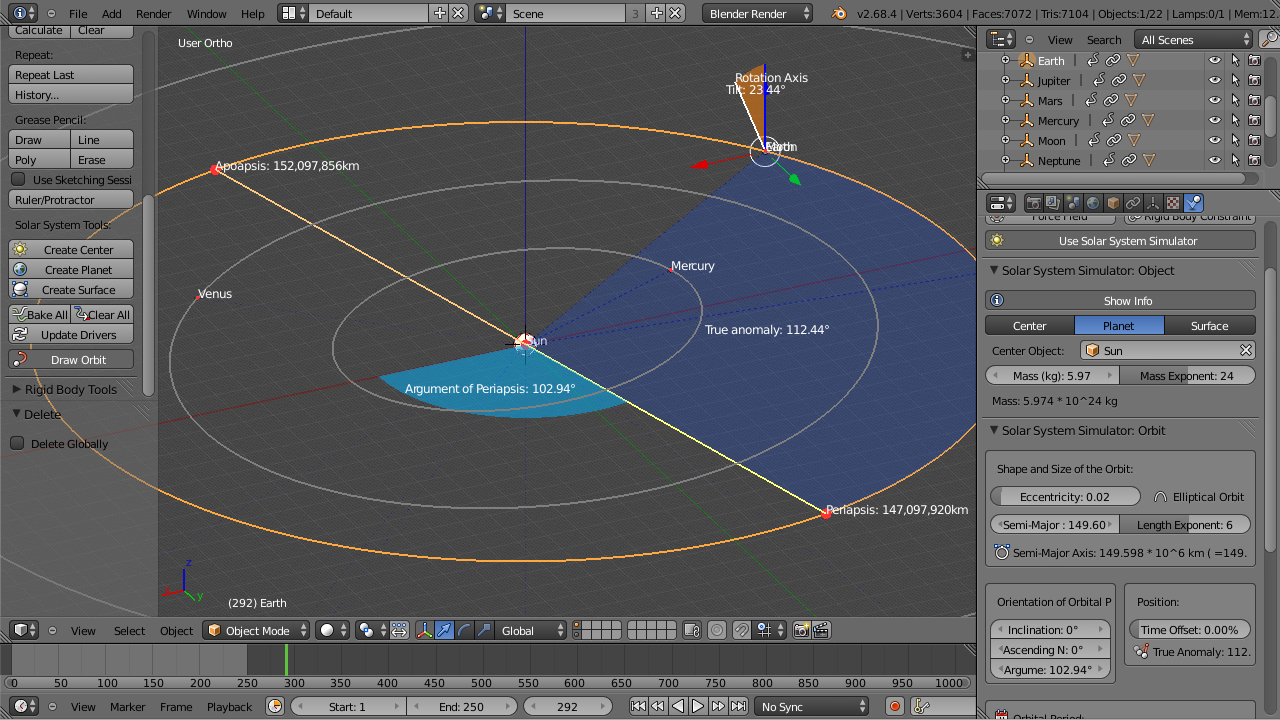 File Add Render Window Help Default Scene 3 Blender Render v2.68.4 | Verts:3604 | Faces:7072 | Tris:7104 | Objects:1/22 | Lamps:0/1 | Mem:12
Calculate Clear
Repeat:
Repeat Last
History...
Grease Pencil:
Draw Line
Poly Erase
Use Sketching Sessi
Ruler/Protractor
Solar System Tools:
Create Center
Create Planet
Create Surface
Bake All Clear All
Update Drivers
Draw Orbit
Rigid Body Tools
Delete
Delete Globally
User Ortho
Rotation Axis
Tilt: 23.44°
Apoapsis: 152,097,856km
Mercury
Venus
True anomaly: 112.44°
Sun
Argument of Periapsis: 102.94°
Periapsis: 147,097,920km
z
x
y
(292) Earth
View Select Object Object Mode Global
0 50 100 150 200 250 300 350 400 450 500 550 600 650 700 750 800 850 900 950 1000
View Marker Frame Playback Start: 1 End: 250 292 No Sync
View Search All Scenes
Earth
Jupiter
Mars
Mercury
Moon
Neptune
Force Field Rigid Body Constraint
Use Solar System Simulator
Solar System Simulator: Object
Show Info
Center Planet Surface
Center Object: Sun
Mass (kg): 5.97 Mass Exponent: 24
Mass: 5.974 * 10^24 kg
Solar System Simulator: Orbit
Shape and Size of the Orbit:
Eccentricity: 0.02 Elliptical Orbit
Semi-Major : 149.60 Length Exponent: 6
Semi-Major Axis: 149.598 * 10^6 km ( =149.
Orientation of Orbital P
Inclination: 0°
Ascending N: 0°
Argume: 102.94°
Position:
Time Offset: 0.00%
True Anomaly: 112.
Orbital Period: